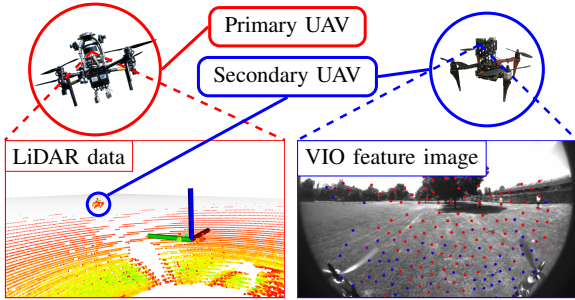 Primary UAV
Secondary UAV
LiDAR data
VIO feature image